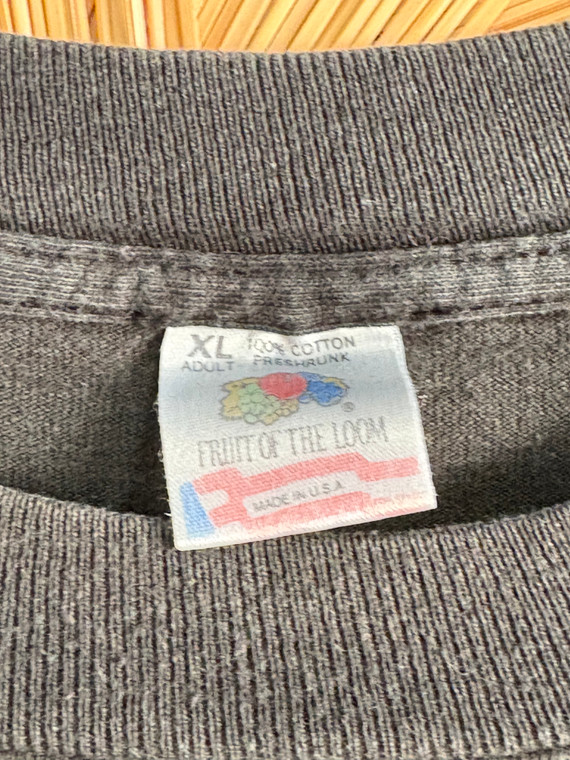 XL 100% COTTON
ADULT PRESHRUNK
®
FRUIT OF THE LOOM
MADE IN U.S.A.